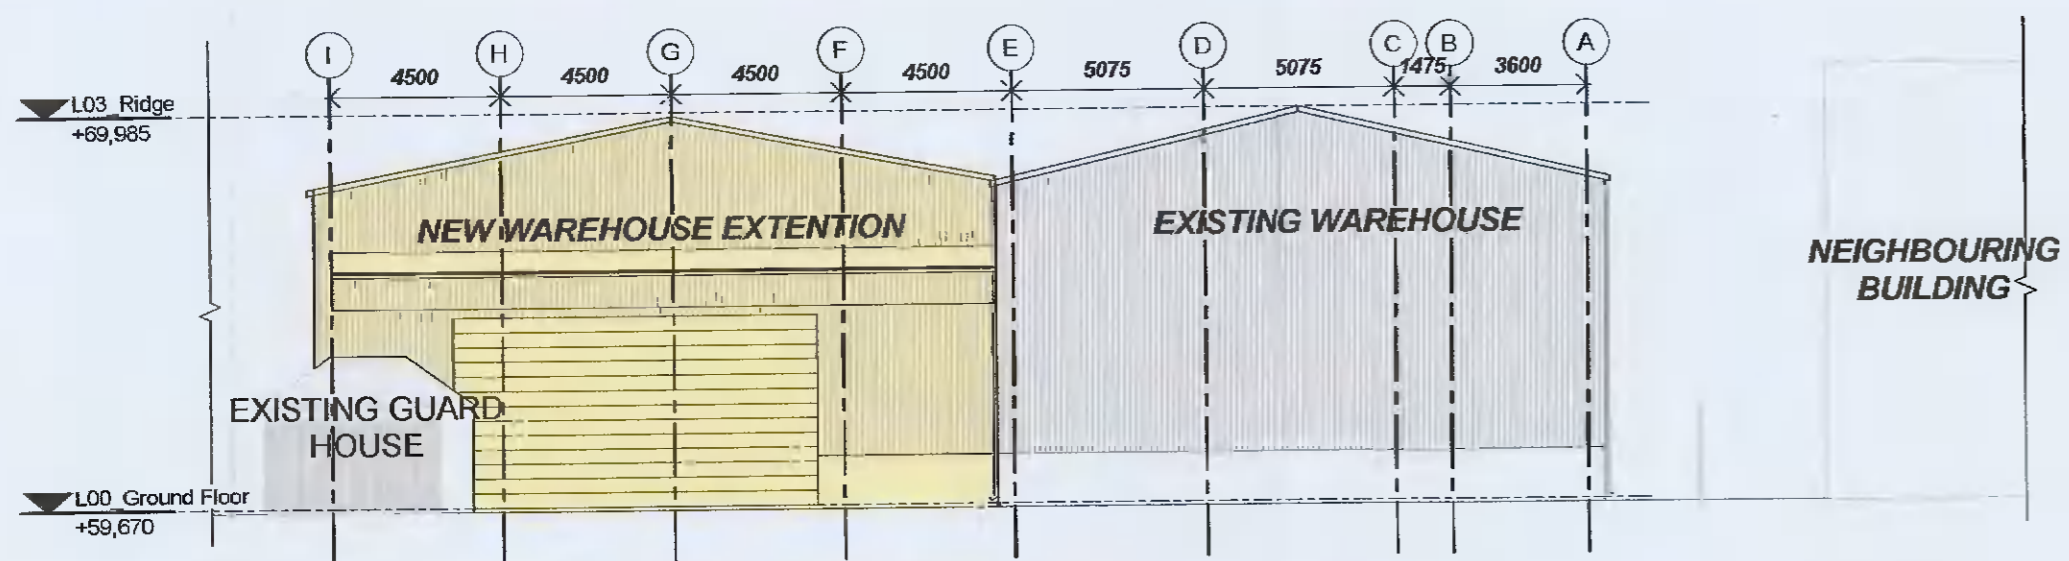 I H G F E D C B A
4500 4500 4500 4500 5075 5075 1475 3600
L03_Ridge
+69,985
NEW WAREHOUSE EXTENTION
EXISTING WAREHOUSE
NEIGHBOURING
BUILDING
EXISTING GUARD
HOUSE
L00_Ground Floor
+59,670